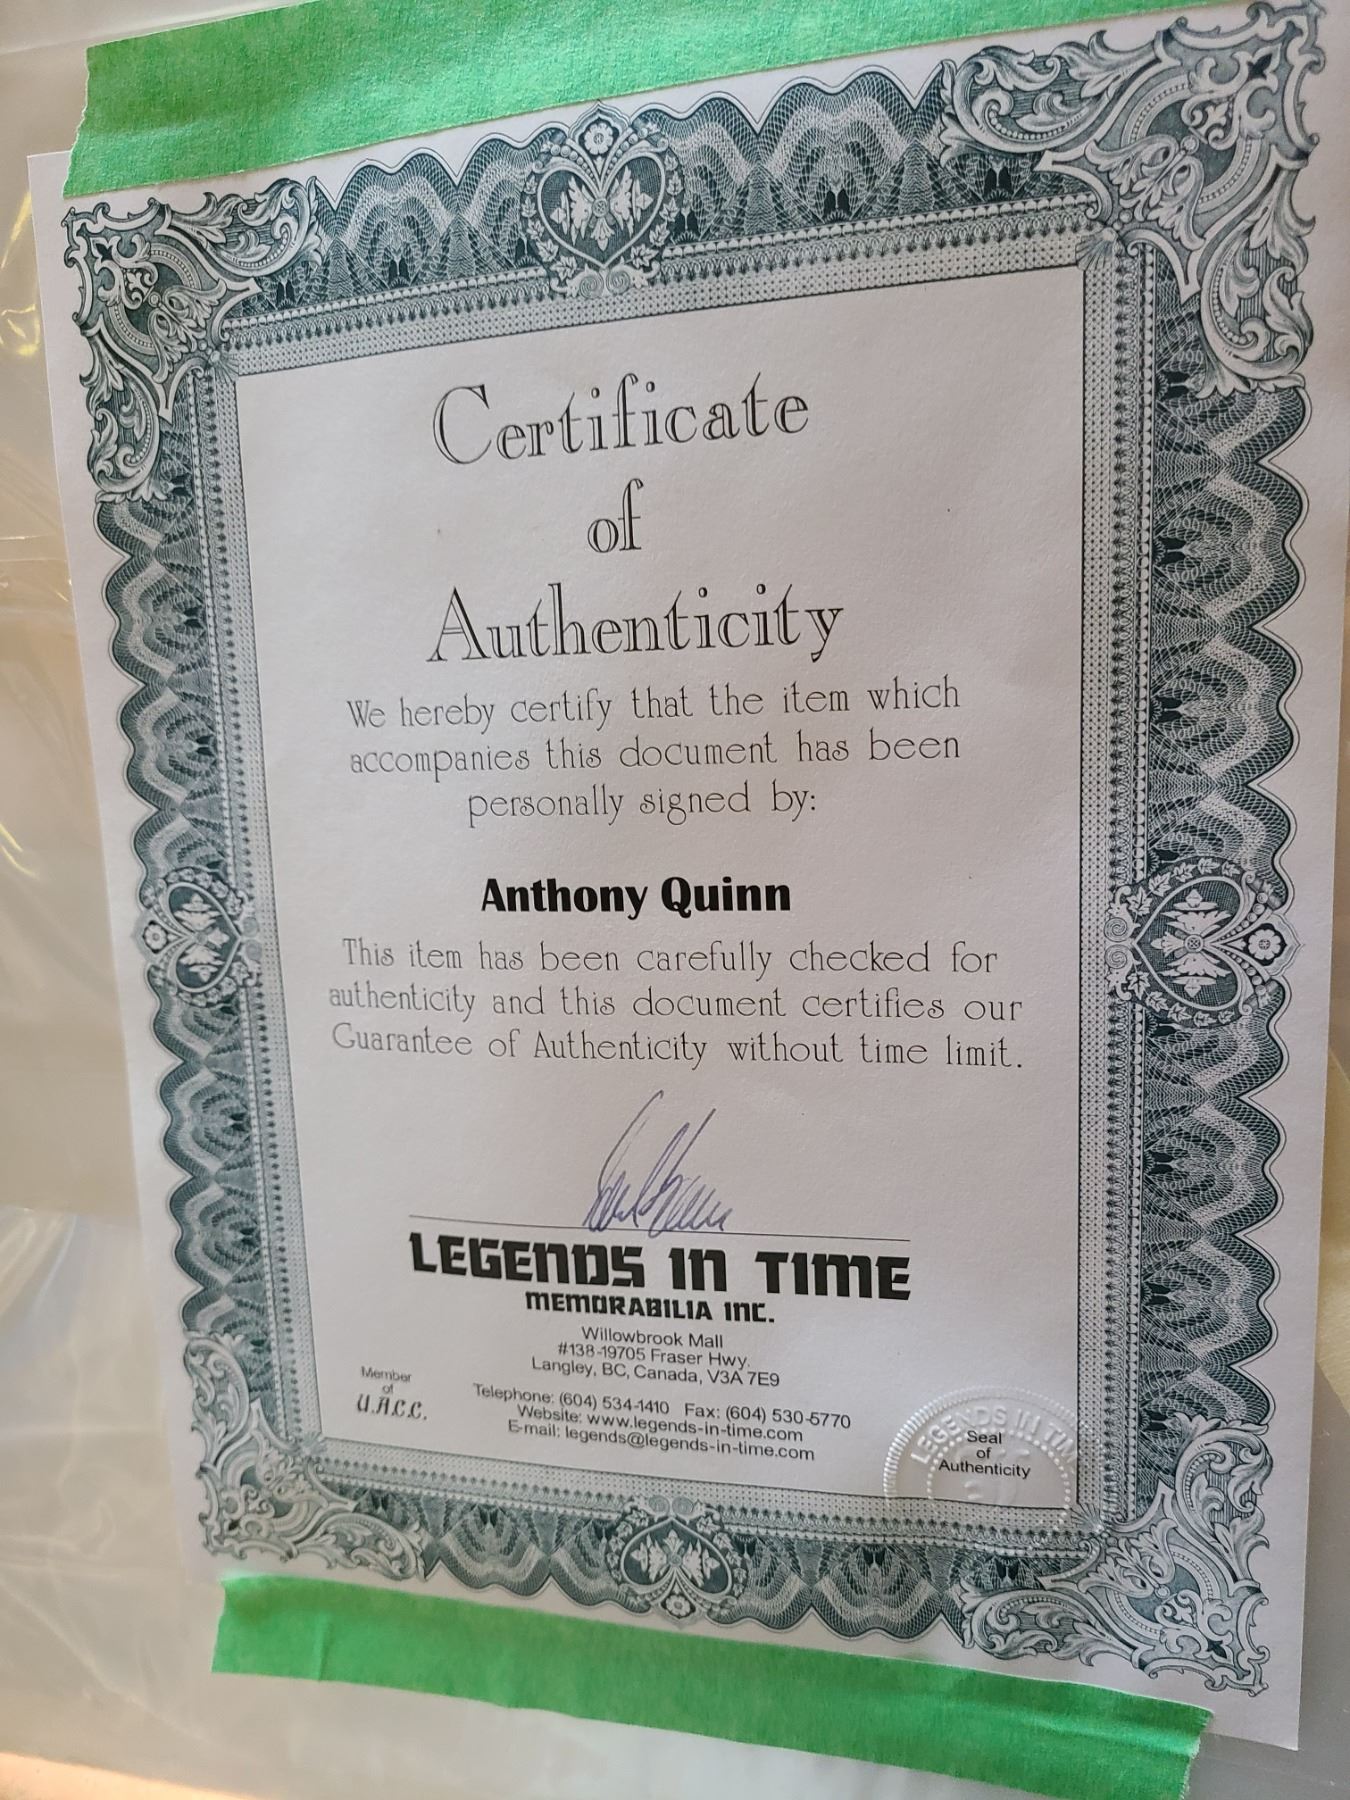 Certificate
of
Authenticity
We hereby certify that the item which
accompanies this document has been
personally signed by:
Anthony Quinn
This item has been carefully checked for
authenticity and this document certifies our
Guarantee of Authenticity without time limit.
LEGENDS IN TIME
MEMORABILIA INC.
Willowbrook Mall
#138-19705 Fraser Hwy.
Langley, BC, Canada, V3A 7E9
Telephone: (604) 534-1410 Fax: (604) 530-5770
Website: www.legends-in-time.com
E-mail: legends@legends-in-time.com
Member
of
U.A.C.C.
LEGENDS IN TIM
Seal
of
Authenticity